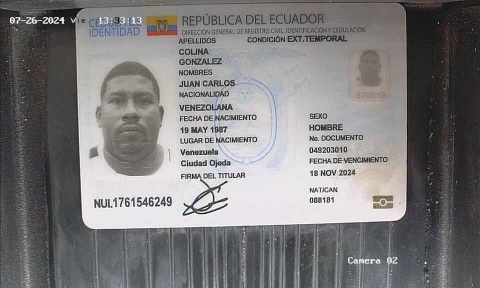 07-26-2024 vie 13:33:13
REPÚBLICA DEL ECUADOR
DIRECCIÓN GENERAL DE REGISTRO CIVIL, IDENTIFICACIÓN Y CEDULACIÓN
IDENTIDAD
APELLIDOS CONDICIÓN EXT.TEMPORAL
COLINA
GONZALEZ
NOMBRES
JUAN CARLOS
NACIONALIDAD
VENEZOLANA
FECHA DE NACIMIENTO
19 MAY 1987
LUGAR DE NACIMIENTO
Venezuela
Ciudad Ojeda
FIRMA DEL TITULAR
SEXO
HOMBRE
No. DOCUMENTO
049203010
FECHA DE VENCIMIENTO
18 NOV 2024
NAT/CAN
088181
NUI.1761546249
Camera 02